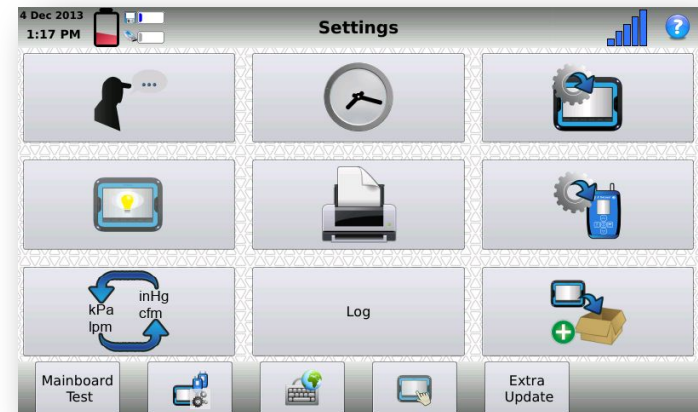 4 Dec 2013
1:17 PM
Settings
?
...
kPa
lpm
inHg
cfm
Log
Mainboard
Test
Extra
Update